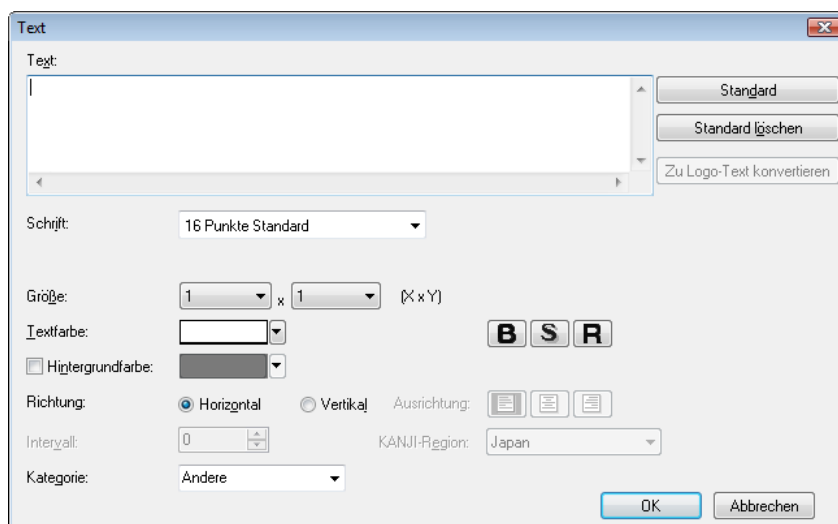 Text
Text:
Standard
Standard löschen
Zu Logo-Text konvertieren
Schrift: 16 Punkte Standard
Größe: 1 x 1 (X x Y)
Textfarbe: B S R
Hintergrundfarbe:
Richtung: Horizontal Vertikal Ausrichtung:
Intervall: 0 KANJI-Region: Japan
Kategorie: Andere
OK Abbrechen